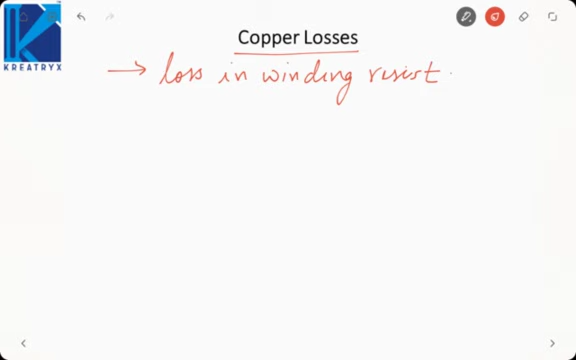 Copper Losses
KREATRYX
→ loss in winding resist.